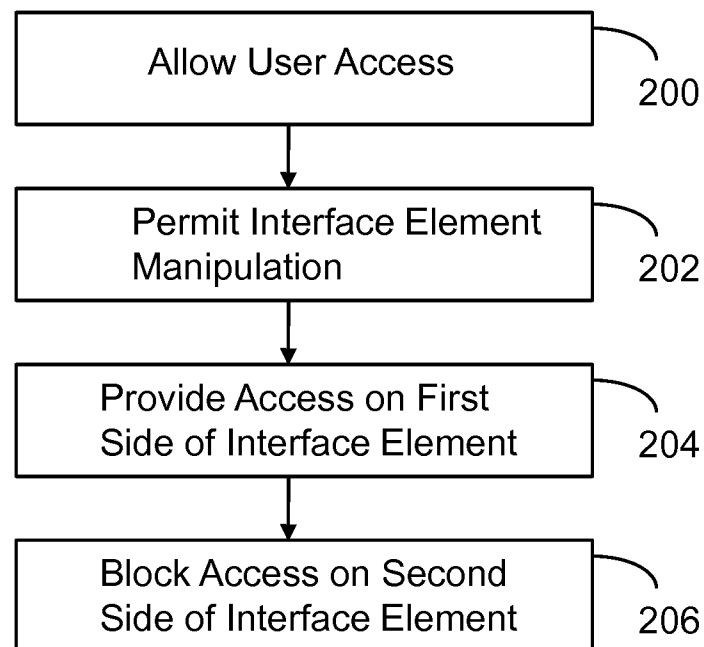 Allow User Access
200
Permit Interface Element
Manipulation
202
Provide Access on First
Side of Interface Element
204
Block Access on Second
Side of Interface Element
206